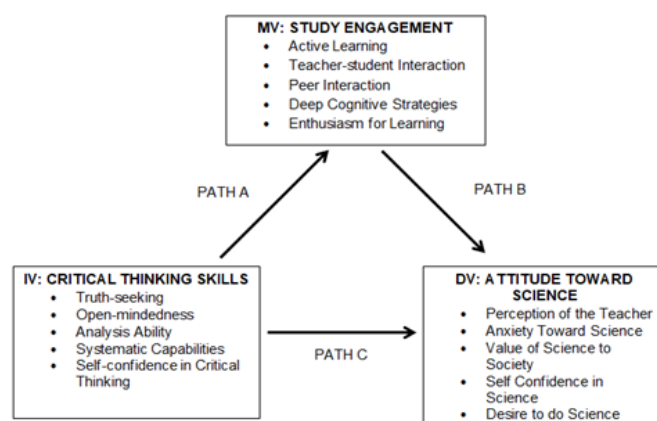 MV: STUDY ENGAGEMENT
• Active Learning
• Teacher-student Interaction
• Peer Interaction
• Deep Cognitive Strategies
• Enthusiasm for Learning
PATH A
PATH B
IV: CRITICAL THINKING SKILLS
• Truth-seeking
• Open-mindedness
• Analysis Ability
• Systematic Capabilities
• Self-confidence in Critical
Thinking
PATH C
DV: ATTITUDE TOWARD
SCIENCE
• Perception of the Teacher
• Anxiety Toward Science
• Value of Science to
Society
• Self Confidence in
Science
• Desire to do Science